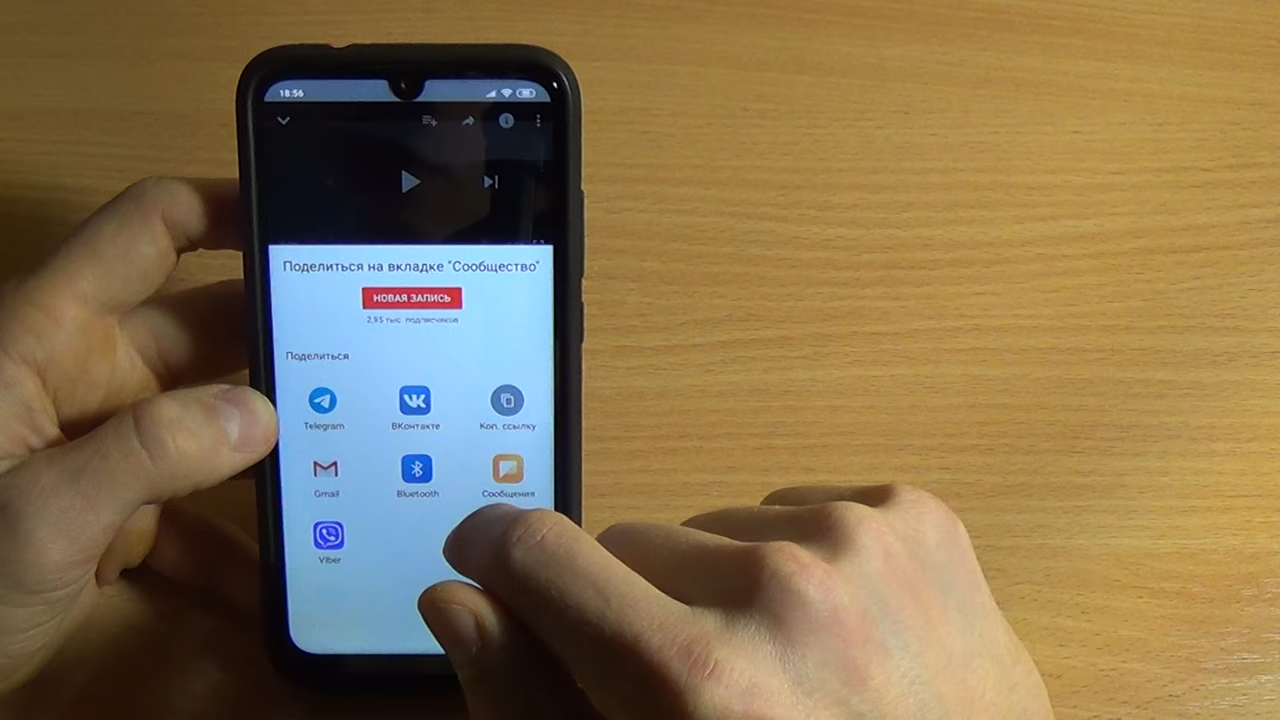 18:56
Поделиться на вкладке "Сообщество"
НОВАЯ ЗАПИСЬ
2,95 тыс. подписчиков
Поделиться
Telegram
ВКонтакте
Коп. ссылку
Gmail
Bluetooth
Сообщения
Viber